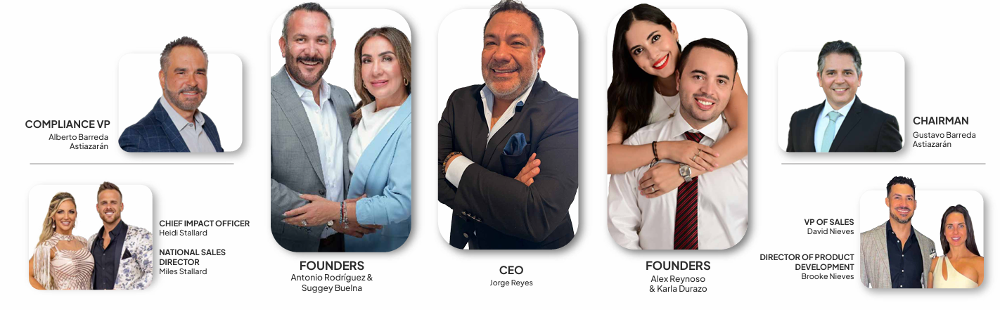 COMPLIANCE VP
Alberto Barreda
Astiazarán
CHIEF IMPACT OFFICER
Heidi Stallard
NATIONAL SALES
DIRECTOR
Miles Stallard
FOUNDERS
Antonio Rodríguez &
Suggey Buelna
CEO
Jorge Reyes
FOUNDERS
Alex Reynoso
& Karla Durazo
CHAIRMAN
Gustavo Barreda
Astiazarán
VP OF SALES
David Nieves
DIRECTOR OF PRODUCT
DEVELOPMENT
Brooke Nieves